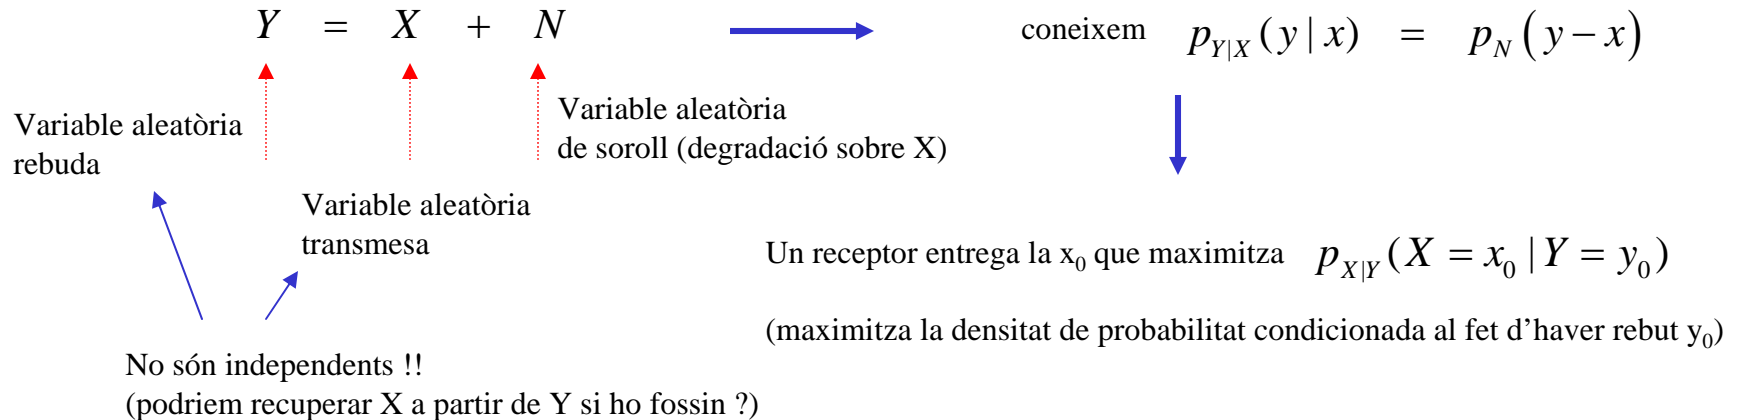 Y = X + N
coneixem p_{Y|X}(y | x) = p_N(y − x)
Variable aleatòria
rebuda
Variable aleatòria
de soroll (degradació sobre X)
Variable aleatòria
transmesa
Un receptor entrega la x₀ que maximitza p_{X|Y}(X = x₀ | Y = y₀)
(maximitza la densitat de probabilitat condicionada al fet d’haver rebut y₀)
No són independents !!
(podriem recuperar X a partir de Y si ho fossin ?)